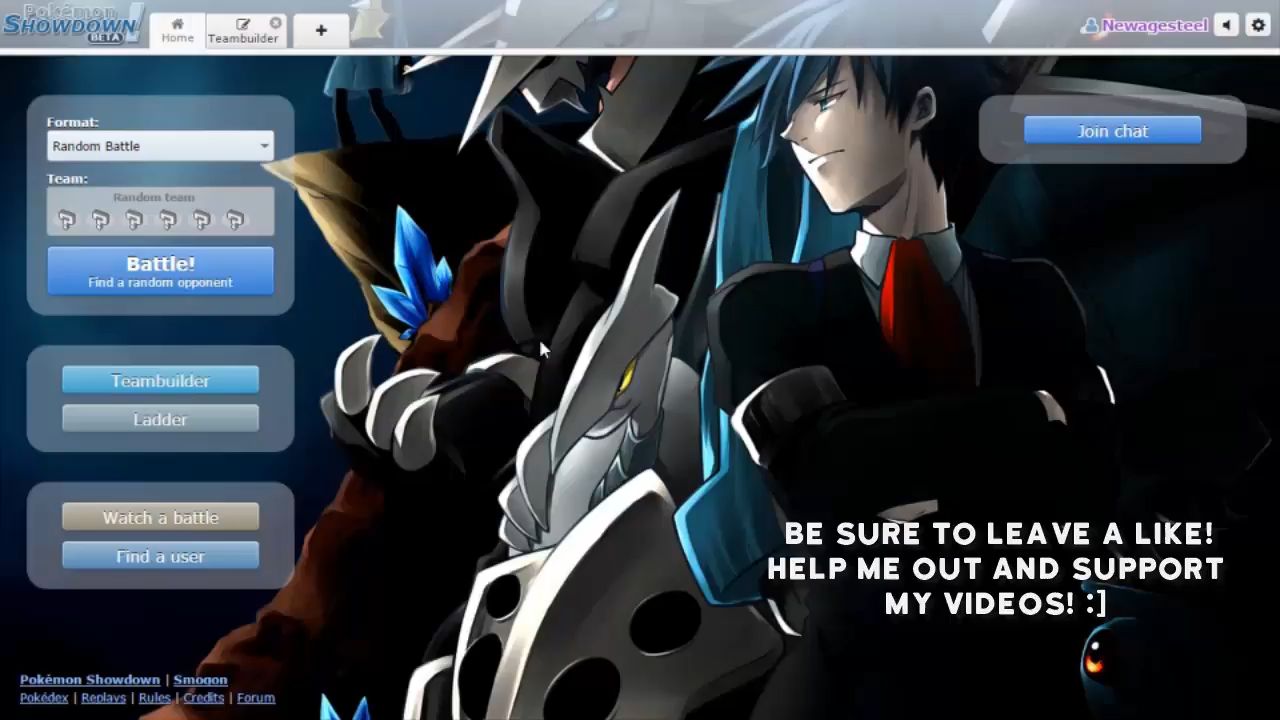 Pokémon
SHOWDOWN!
BETA
Home
Teambuilder
+
Newagesteel
Format:
Random Battle
Team:
Random team
Battle!
Find a random opponent
Teambuilder
Ladder
Watch a battle
Find a user
Join chat
BE SURE TO LEAVE A LIKE!
HELP ME OUT AND SUPPORT
MY VIDEOS! :]
Pokémon Showdown | Smogon
Pokédex | Replays | Rules | Credits | Forum